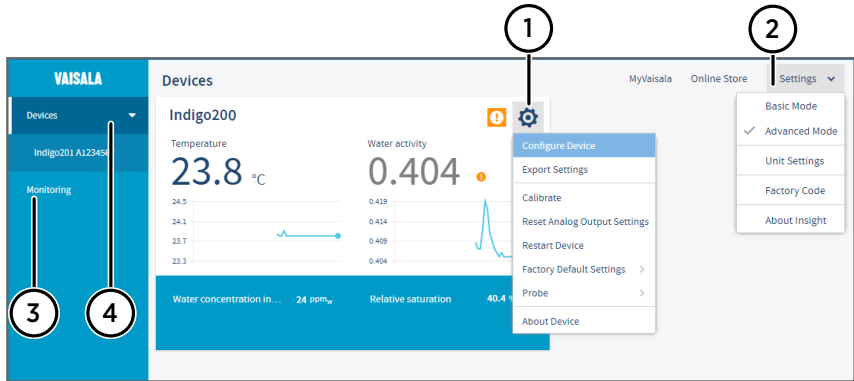 1
2
VAISALA
Devices
MyVaisala
Online Store
Settings
Devices
Indigo201 A123456
Monitoring
Indigo200
Temperature
23.8 °C
24.5
24.1
23.7
23.3
Water activity
0.404
0.419
0.414
0.409
0.404
Water concentration in... 24 ppmw
Relative saturation 40.4
Configure Device
Export Settings
Calibrate
Reset Analog Output Settings
Restart Device
Factory Default Settings
Probe
About Device
Basic Mode
Advanced Mode
Unit Settings
Factory Code
About Insight
3
4